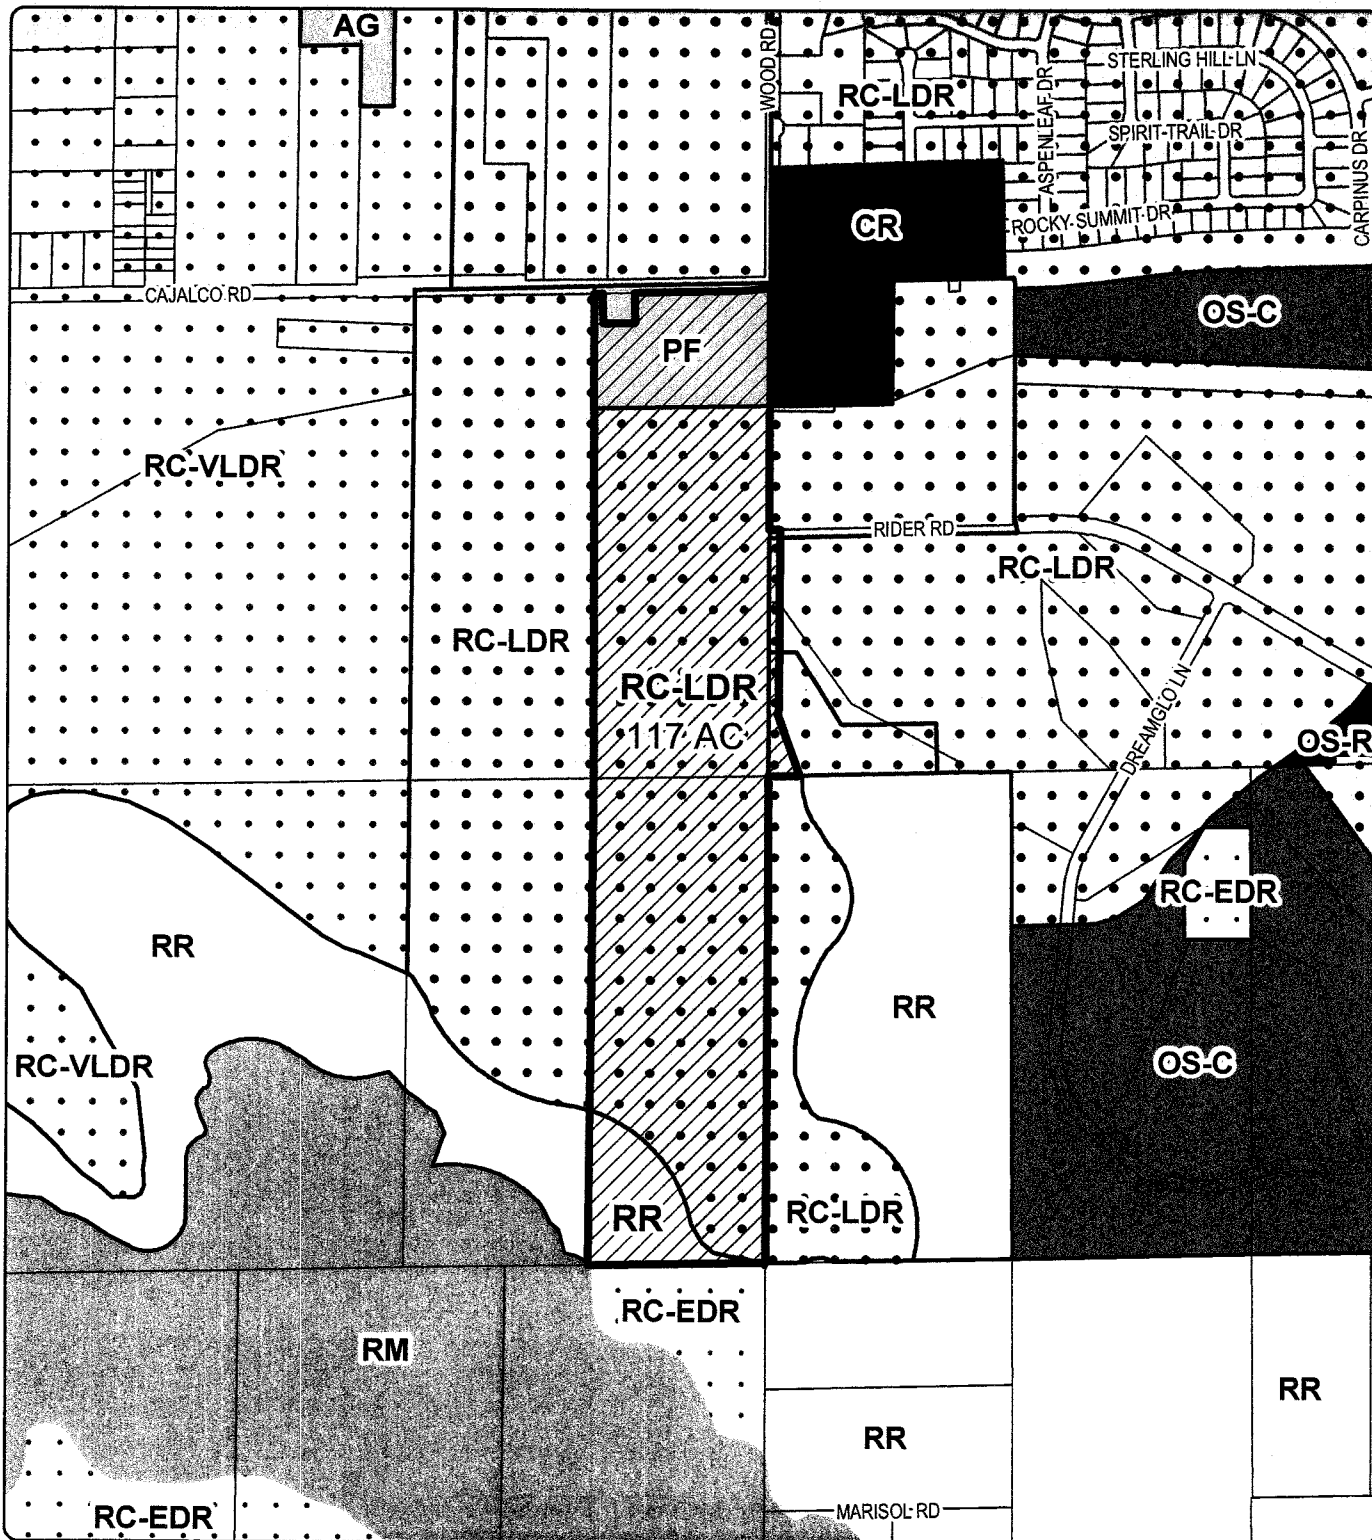 AG
WOOD RD
RC-LDR
ASPENLEAF DR
STERLING HILL LN
SPIRIT TRAIL DR
CARPINUS DR
CR
ROCKY SUMMIT DR
CAJALCO RD
OS-C
PF
RC-VLDR
RIDER RD
RC-LDR
RC-LDR
RC-LDR
117 AC
DREAMGLO LN
OS-R
RC-EDR
RR
RR
RC-VLDR
OS-C
RR
RC-LDR
RC-EDR
RM
RR
RR
RC-EDR
MARISOL RD